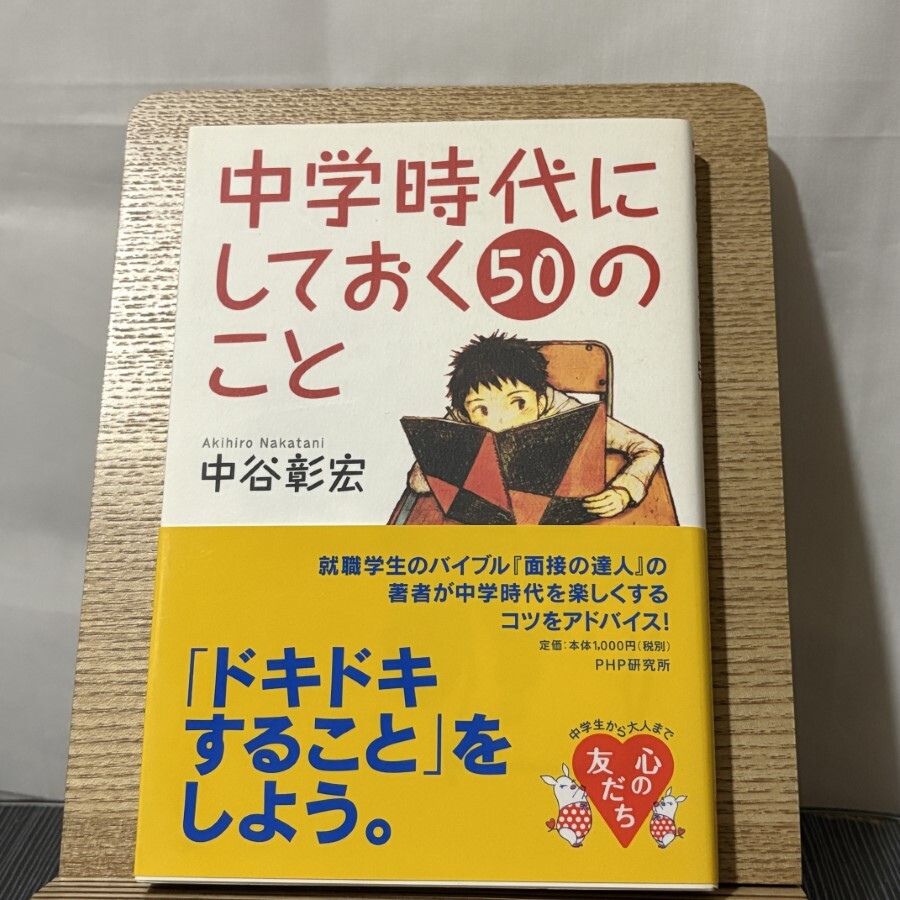 中学時代に
しておく50の
こと
Akihiro Nakatani
中谷彰宏
就職学生のバイブル『面接の達人』の
著者が中学時代を楽しくする
コツをアドバイス!
定価:本体1,000円(税別)
PHP研究所
「ドキドキ
すること」を
しよう。
中学生から大人まで
心の
友だち